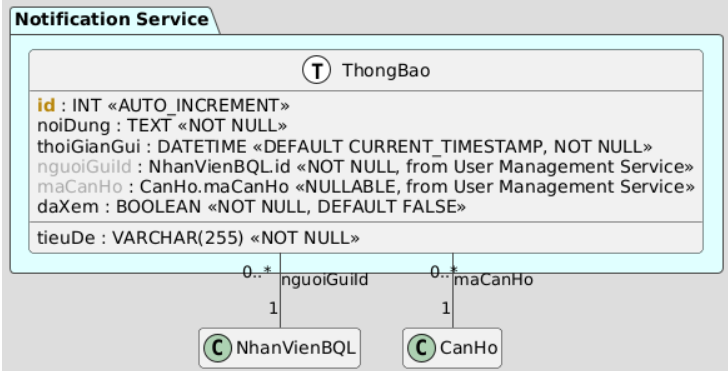 Notification Service
T ThongBao
id : INT «AUTO_INCREMENT»
noiDung : TEXT «NOT NULL»
thoiGianGui : DATETIME «DEFAULT CURRENT_TIMESTAMP, NOT NULL»
nguoiGuiId : NhanVienBQL.id «NOT NULL, from User Management Service»
maCanHo : CanHo.maCanHo «NULLABLE, from User Management Service»
daXem : BOOLEAN «NOT NULL, DEFAULT FALSE»
tieuDe : VARCHAR(255) «NOT NULL»
0..* nguoiGuiId 0..* maCanHo
1 1
C NhanVienBQL C CanHo